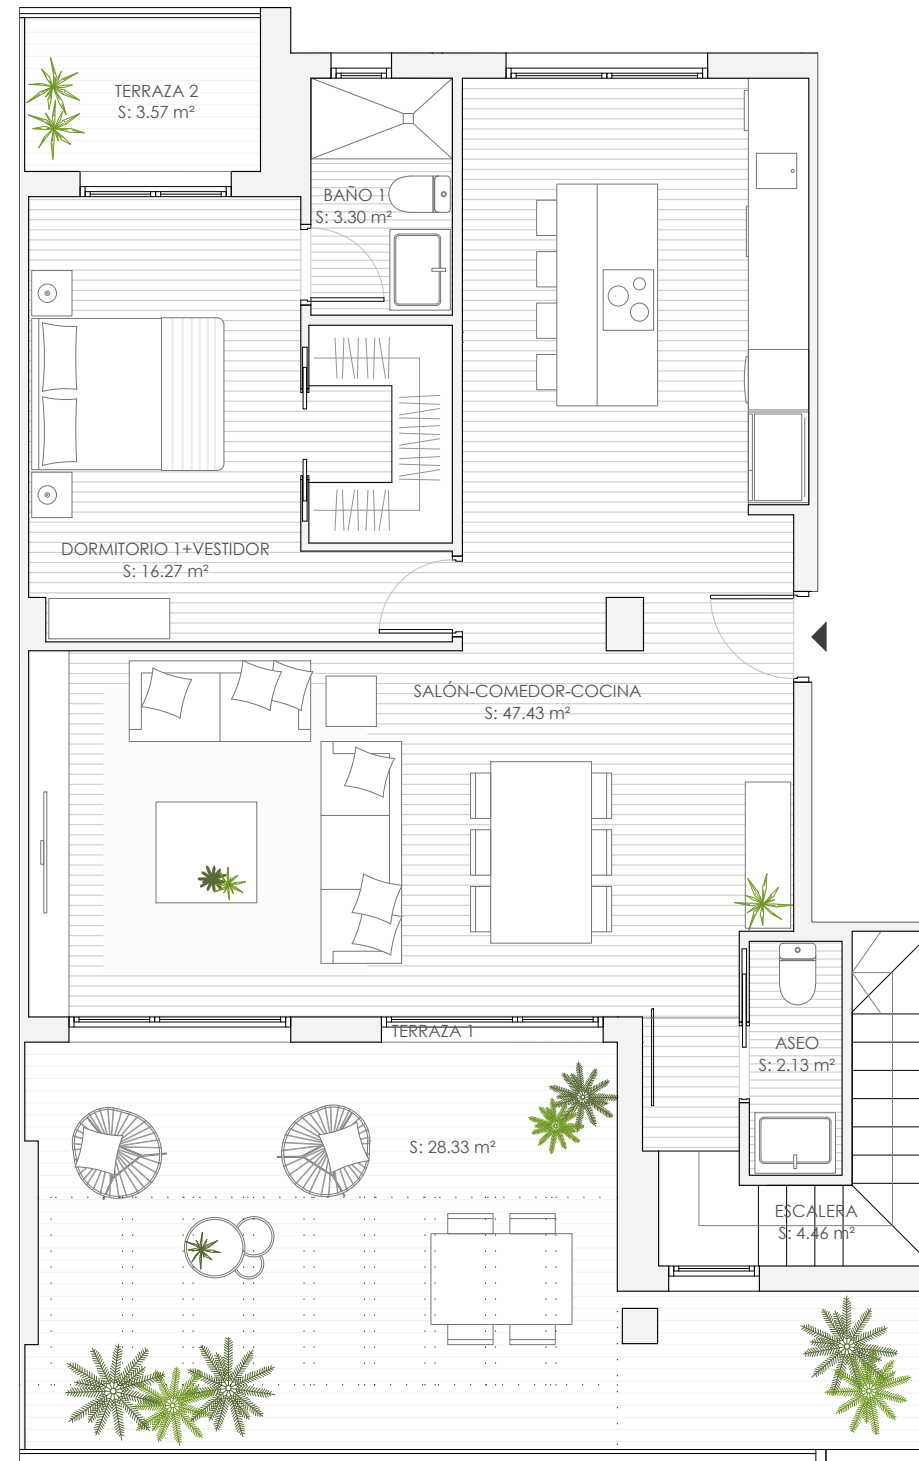 TERRAZA 2
S: 3.57 m²
BAÑO 1
S: 3.30 m²
DORMITORIO 1+VESTIDOR
S: 16.27 m²
SALÓN-COMEDOR-COCINA
S: 47.43 m²
TERRAZA 1
S: 28.33 m²
ASEO
S: 2.13 m²
ESCALERA
S: 4.46 m²